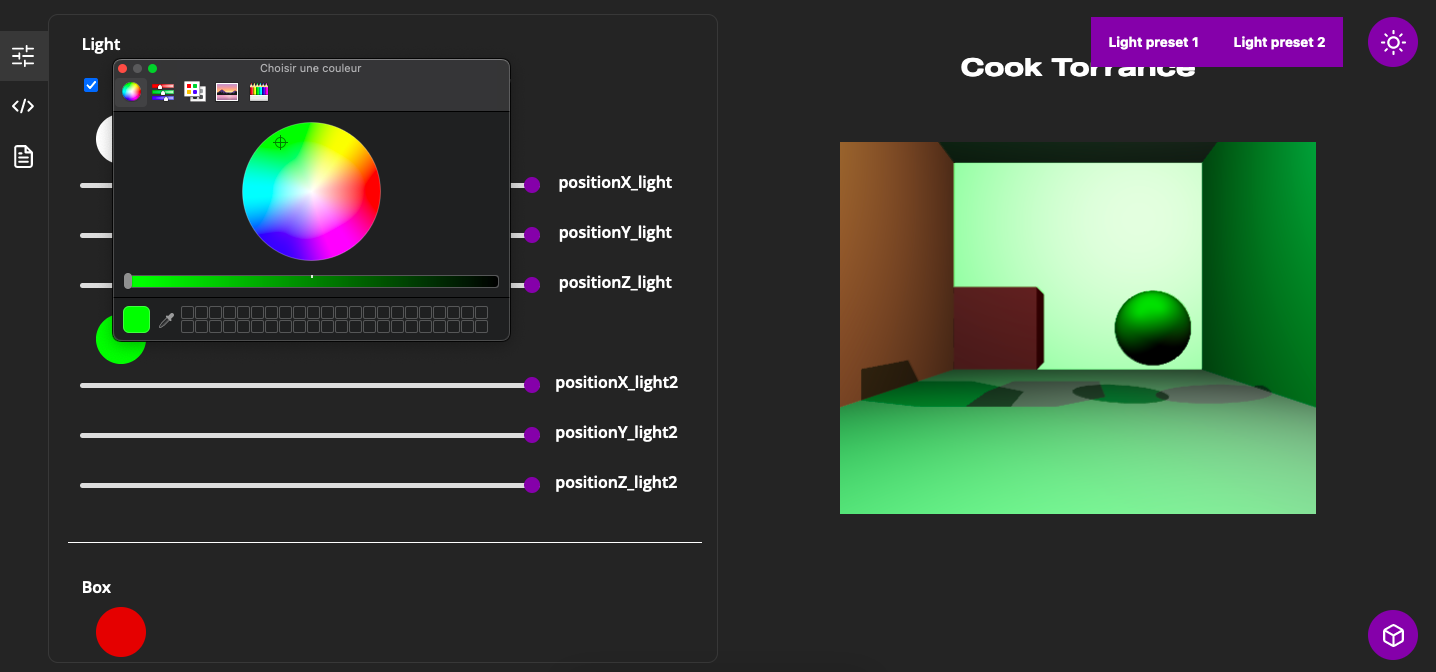 Light
Choisir une couleur
Light preset 1
Light preset 2
Cook Torrance
positionX_light
positionY_light
positionZ_light
positionX_light2
positionY_light2
positionZ_light2
Box